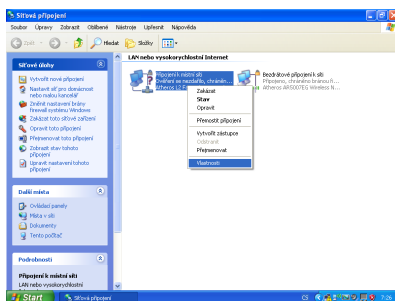 Síťová připojení
Soubor Úpravy Zobrazit Oblíbené Nástroje Upřesnit Nápověda
Zpět Hledat Složky
Síťové úlohy
Vytvořit nové připojení
Nastavit síť pro domácnost
nebo malou kancelář
Změnit nastavení brány
firewall systému Windows
Zakázat toto síťové zařízení
Opravit toto připojení
Přejmenovat toto připojení
Zobrazit stav tohoto
připojení
Upravit nastavení tohoto
připojení
Další místa
Ovládací panely
Místa v síti
Dokumenty
Tento počítač
Podrobnosti
Připojení k místní síti
LAN nebo vysokorychlostní
LAN nebo vysokorychlostní Internet
Připojení k místní síti
Ověření se nezdařilo, chráněn...
Atheros L2 F
Bezdrátové připojení k síti
Připojeno, chráněno bránou fi...
Atheros AR5007EG Wireless N...
Zakázat
Stav
Opravit
Přemostit připojení
Vytvořit zástupce
Odstranit
Přejmenovat
Vlastnosti
Start
Síťová připojení
CS
7:26